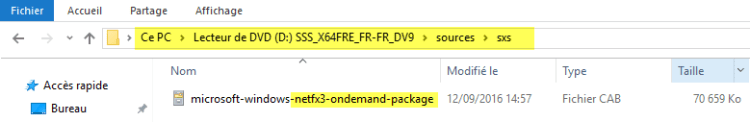 Fichier Accueil Partage Affichage
Ce PC Lecteur de DVD (D:) SSS_X64FRE_FR-FR_DV9 sources sxs
Nom Modifié le Type Taille
Accès rapide
microsoft-windows-netfx3-ondemand-package 12/09/2016 14:57 Fichier CAB 70 659 Ko
Bureau